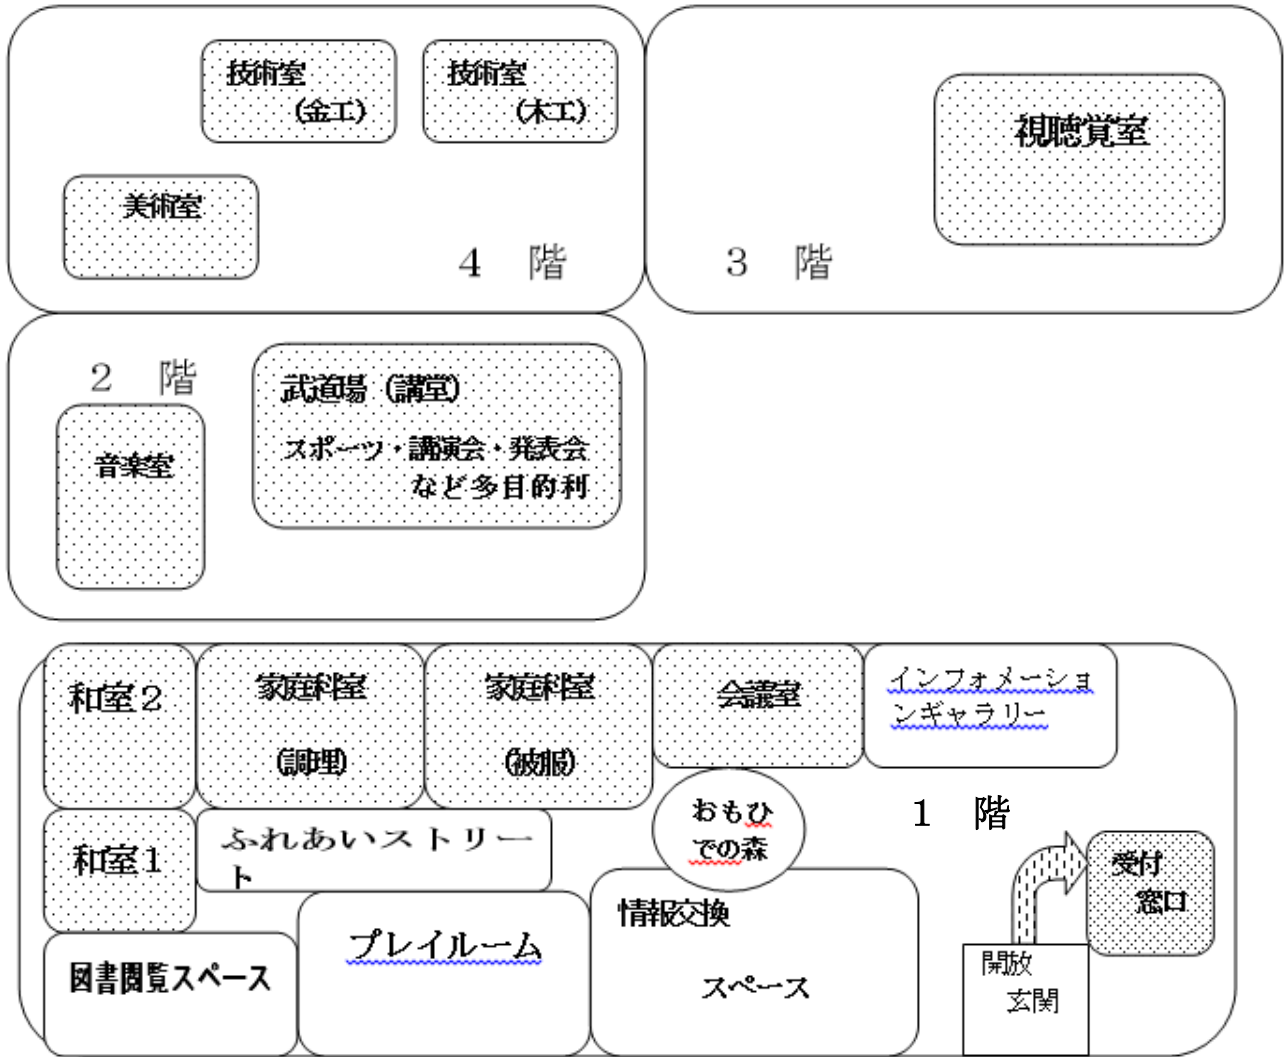 技術室
(金工)
技術室
(木工)
美術室
4 階
視聴覚室
3 階
2 階
音楽室
武道場（講堂）
スポーツ・講演会・発表会
など多目的利
和室2
家庭科室
(調理)
家庭科室
(被服)
会議室
インフォメーショ
ンギャラリー
和室1
ふれあいストリー
ト
おもひ
での森
1 階
受付
窓口
図書閲覧スペース
プレイルーム
情報交換
スペース
開放
玄関